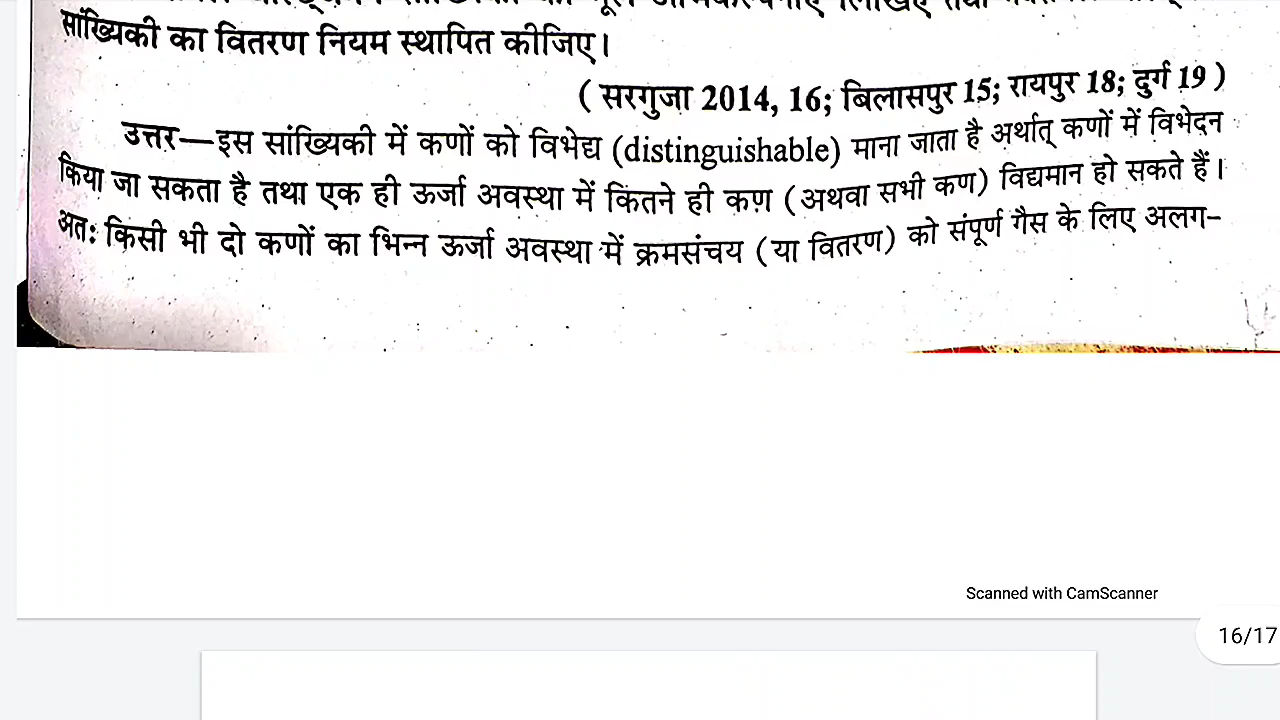 सांख्यिकी का वितरण नियम स्थापित कीजिए।
( सरगुजा 2014, 16; बिलासपुर 15; रायपुर 18; दुर्ग 19 )
उत्तर—इस सांख्यिकी में कणों को विभेद्य (distinguishable) माना जाता है अर्थात् कणों में विभेदन
किया जा सकता है तथा एक ही ऊर्जा अवस्था में कितने ही कण (अथवा सभी कण) विद्यमान हो सकते हैं।
अतः किसी भी दो कणों का भिन्न ऊर्जा अवस्था में क्रमसंचय (या वितरण) को संपूर्ण गैस के लिए अलग-
Scanned with CamScanner
16/17